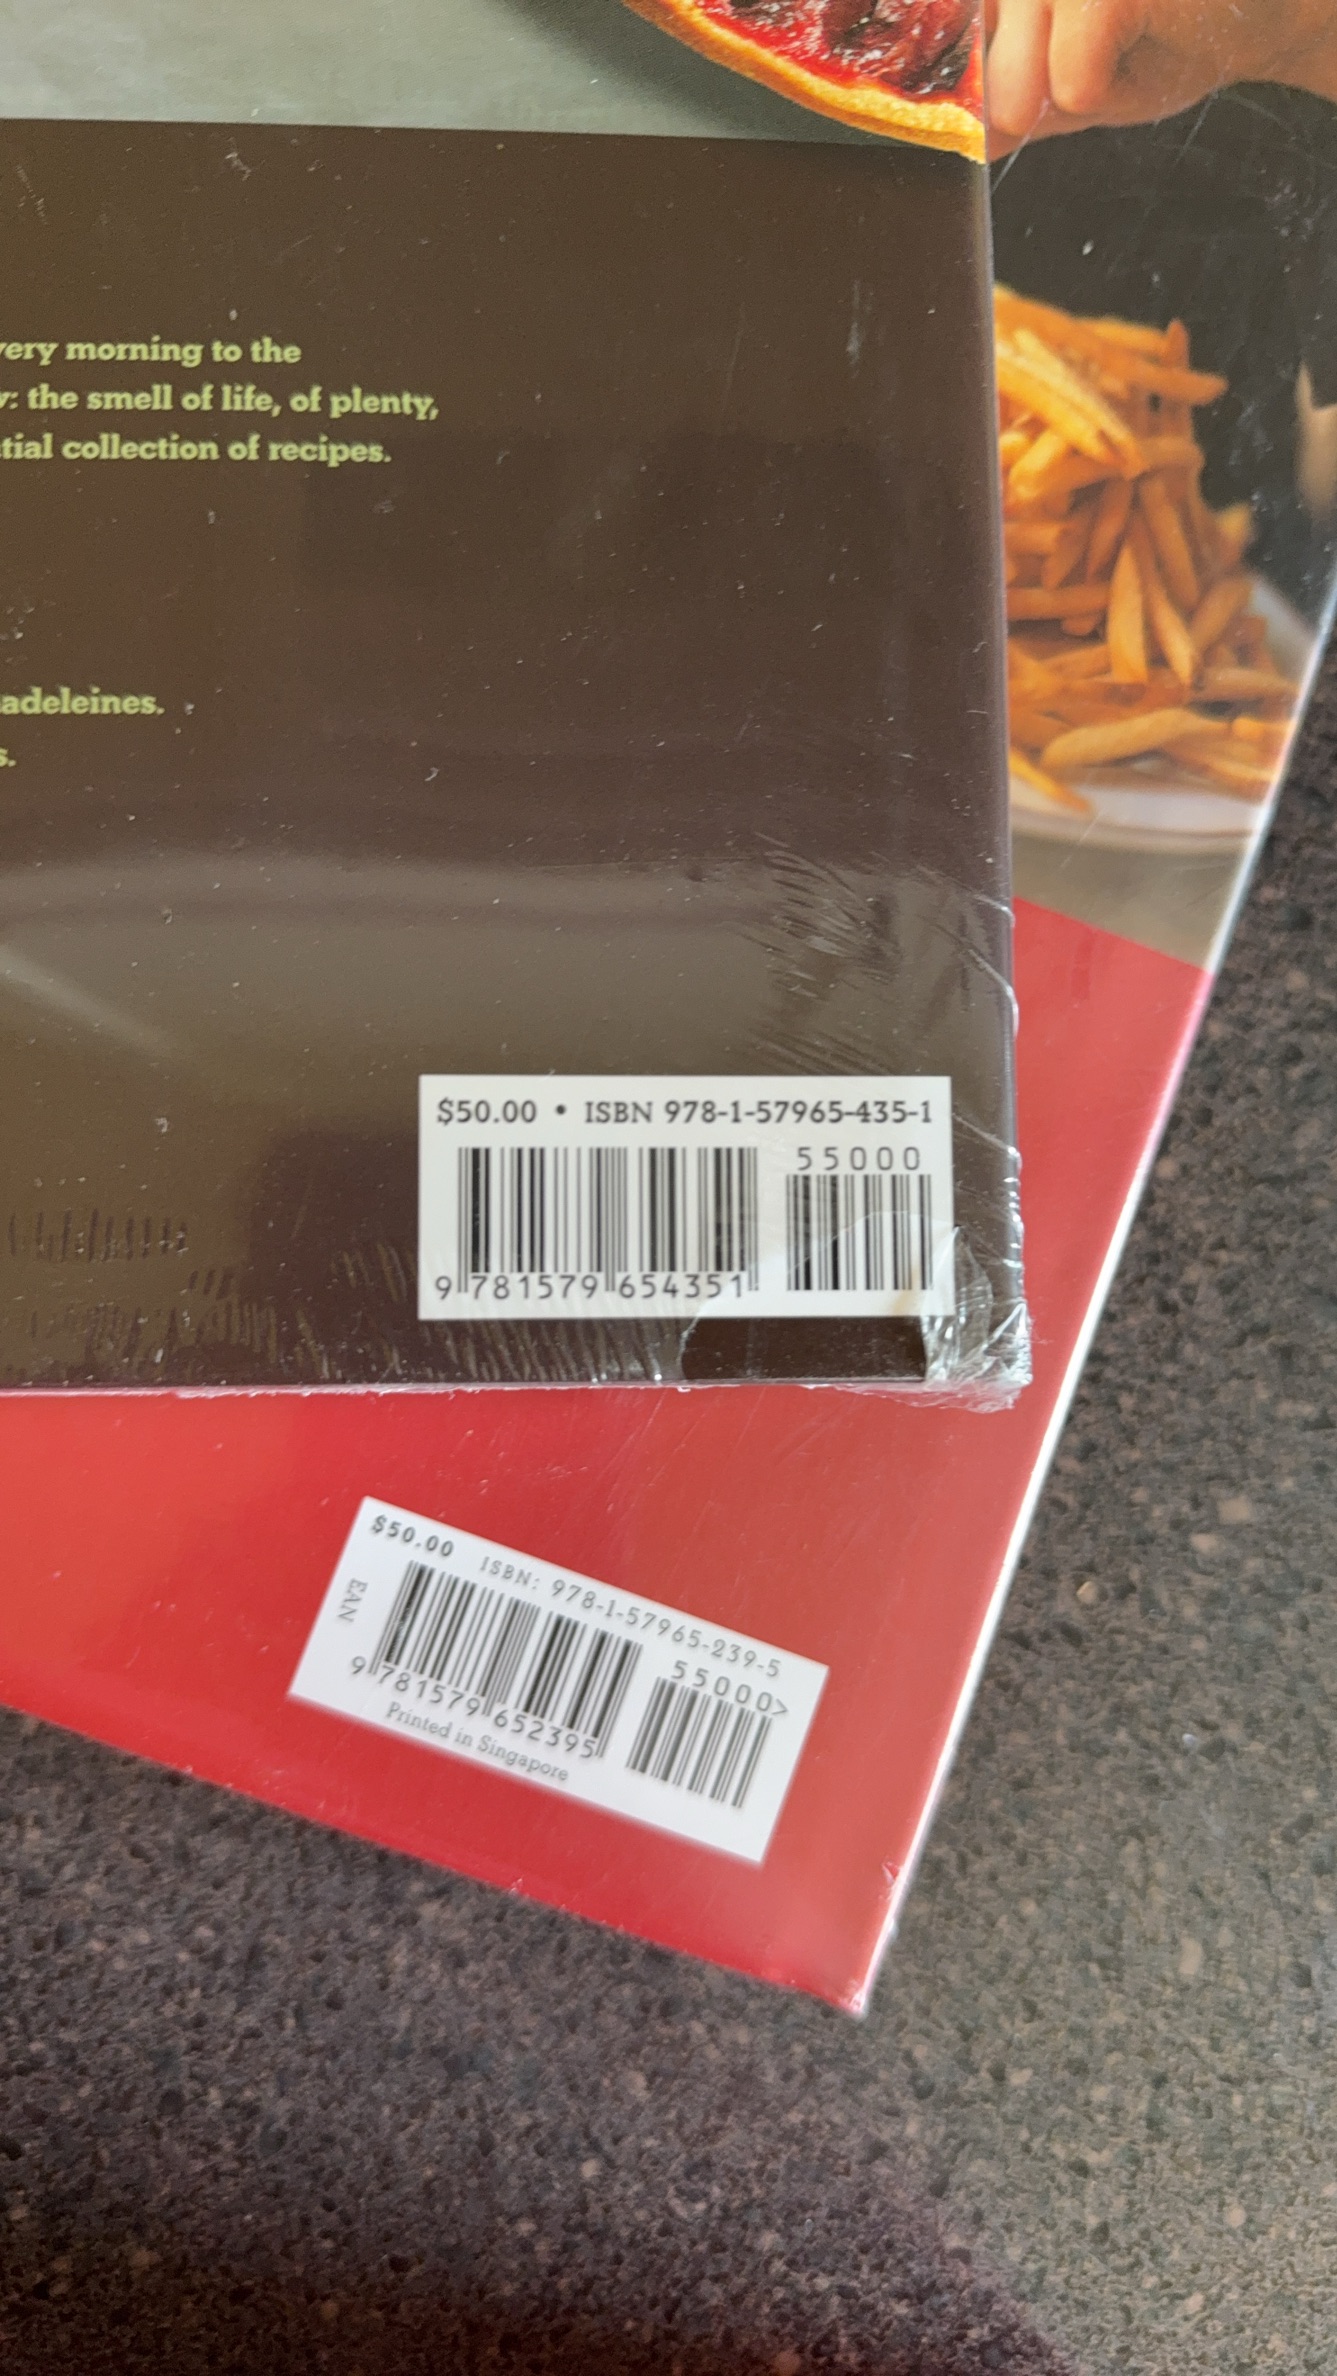 very morning to the
: the smell of life, of plenty,
tial collection of recipes.
adeleines.
s.
$50.00 • ISBN 978-1-57965-435-1
55000
9 781579 654351
$50.00 ISBN: 978-1-57965-239-5
EAN
55000>
9 781579 652395
Printed in Singapore